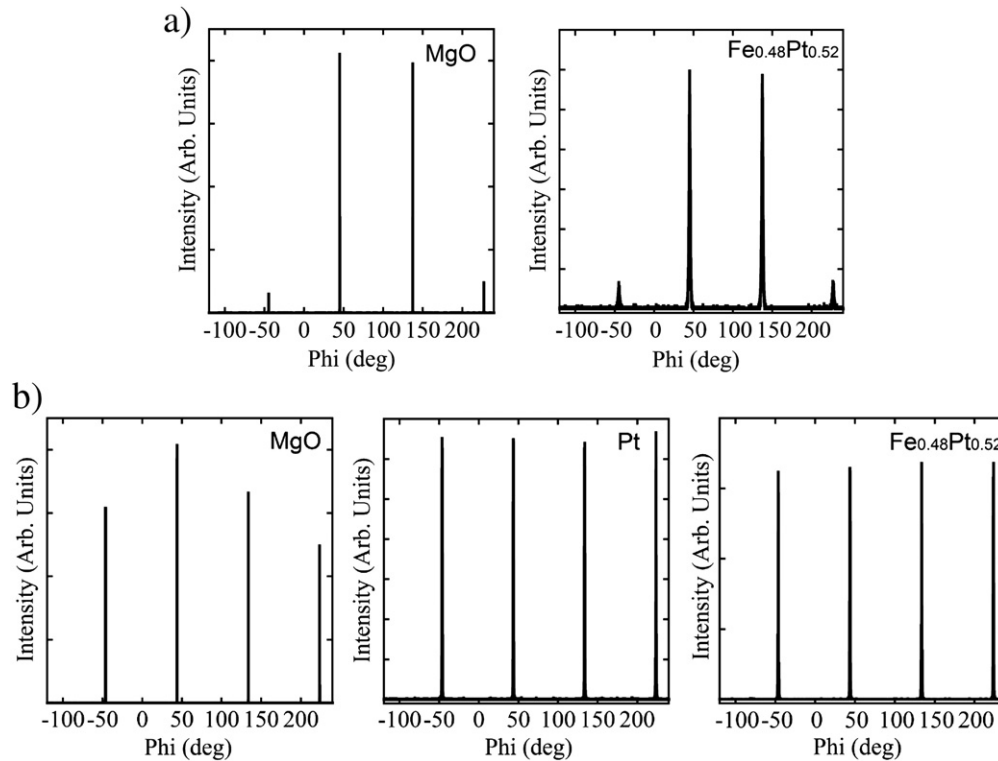 a)
MgO
Intensity (Arb. Units)
-100 -50 0 50 100 150 200
Phi (deg)
Fe0.48Pt0.52
Intensity (Arb. Units)
-100 -50 0 50 100 150 200
Phi (deg)
b)
MgO
Intensity (Arb. Units)
-100 -50 0 50 100 150 200
Phi (deg)
Pt
Intensity (Arb. Units)
-100 -50 0 50 100 150 200
Phi (deg)
Fe0.48Pt0.52
Intensity (Arb. Units)
-100 -50 0 50 100 150 200
Phi (deg)